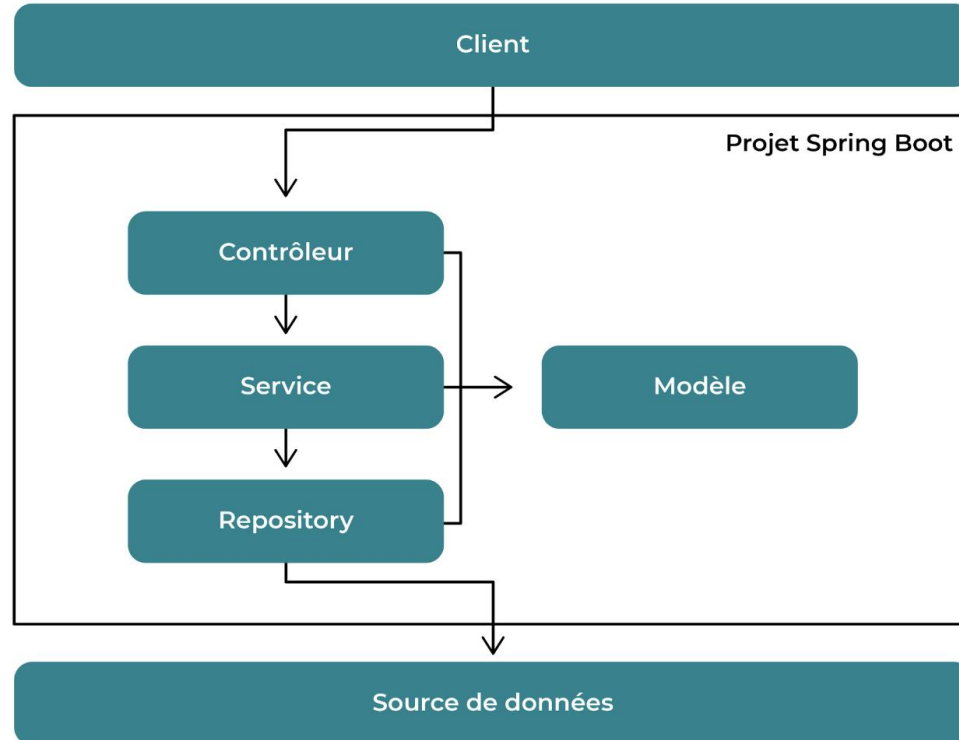 Client
Projet Spring Boot
Contrôleur
Service
Modèle
Repository
Source de données